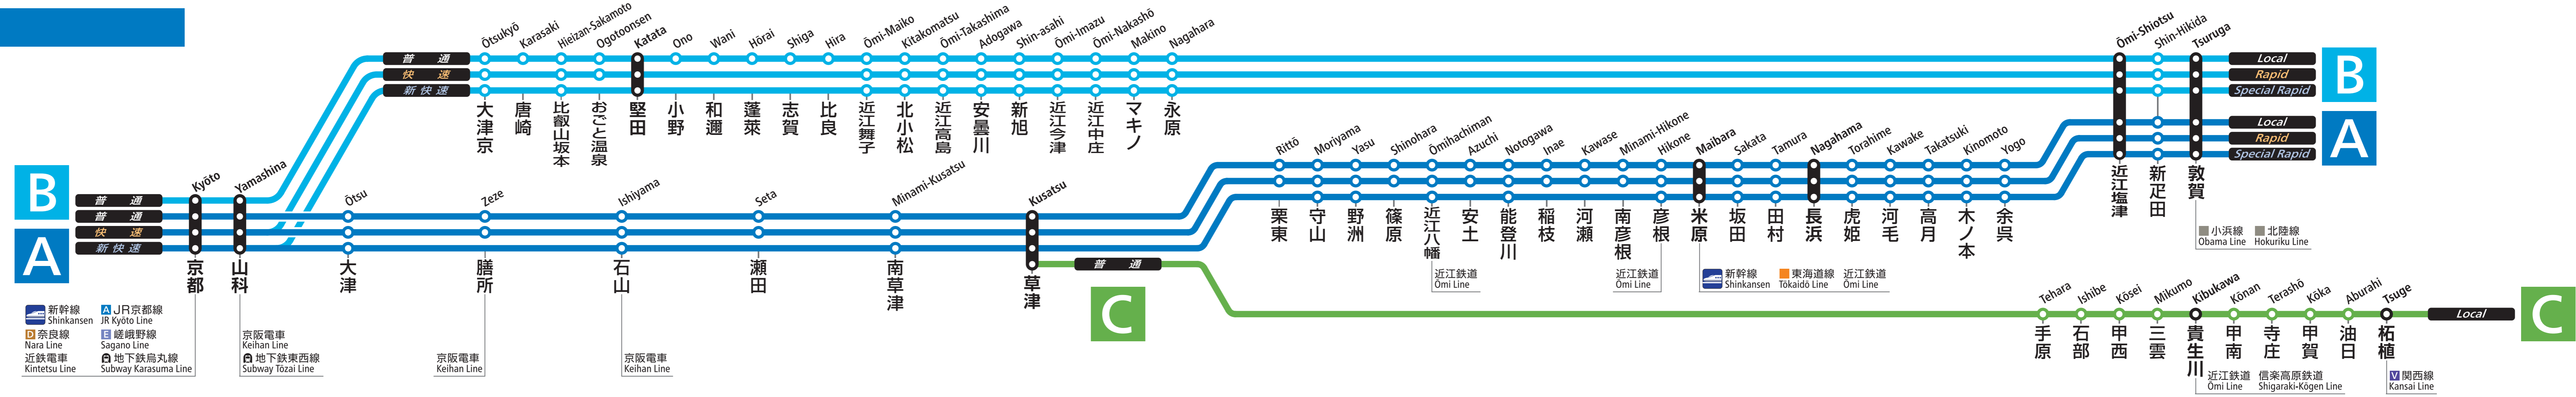 Ōtsukyō
Karasaki
Hieizan-Sakamoto
Ogotoonsen
Katata
Ono
Wani
Hōrai
Shiga
Hira
Ōmi-Maiko
Kitakomatsu
Ōmi-Takashima
Adogawa
Shin-asahi
Ōmi-Imazu
Ōmi-Nakashō
Makino
Nagahara
Ōmi-Shiotsu
Shin-Hikida
Tsuruga
普通
快速
新快速
Local
Rapid
Special Rapid
B
大津京
唐崎
比叡山坂本
おごと温泉
堅田
小野
和邇
蓬萊
志賀
比良
近江舞子
北小松
近江高島
安曇川
新旭
近江今津
近江中庄
マキノ
永原
Local
Rapid
Special Rapid
A
Rittō
Moriyama
Yasu
Shinohara
Ōmihachiman
Azuchi
Notogawa
Inae
Kawase
Minami-Hikone
Hikone
Maibara
Sakata
Tamura
Nagahama
Torahime
Kawake
Takatsuki
Kinomoto
Yogo
近江塩津
新疋田
敦賀
B
普通
普通
快速
新快速
A
Kyōto
Yamashina
Ōtsu
Zeze
Ishiyama
Seta
Minami-Kusatsu
Kusatsu
京都
山科
大津
膳所
石山
瀬田
南草津
草津
栗東
守山
野洲
篠原
近江八幡
安土
能登川
稲枝
河瀬
南彦根
彦根
米原
坂田
田村
長浜
虎姫
河毛
高月
木ノ本
余呉
小浜線
Obama Line
北陸線
Hokuriku Line
普通
C
近江鉄道
Ōmi Line
近江鉄道
Ōmi Line
新幹線
Shinkansen
東海道線
Tōkaidō Line
近江鉄道
Ōmi Line
新幹線
Shinkansen
A JR京都線
JR Kyōto Line
D 奈良線
Nara Line
E 嵯峨野線
Sagano Line
近鉄電車
Kintetsu Line
地下鉄烏丸線
Subway Karasuma Line
京阪電車
Keihan Line
地下鉄東西線
Subway Tōzai Line
京阪電車
Keihan Line
京阪電車
Keihan Line
Tehara
Ishibe
Kōsei
Mikumo
Kibukawa
Kōnan
Terashō
Kōka
Aburahi
Tsuge
Local
C
手原
石部
甲西
三雲
貴生川
甲南
寺庄
甲賀
油日
柘植
近江鉄道
Ōmi Line
信楽高原鉄道
Shigaraki-Kōgen Line
V 関西線
Kansai Line